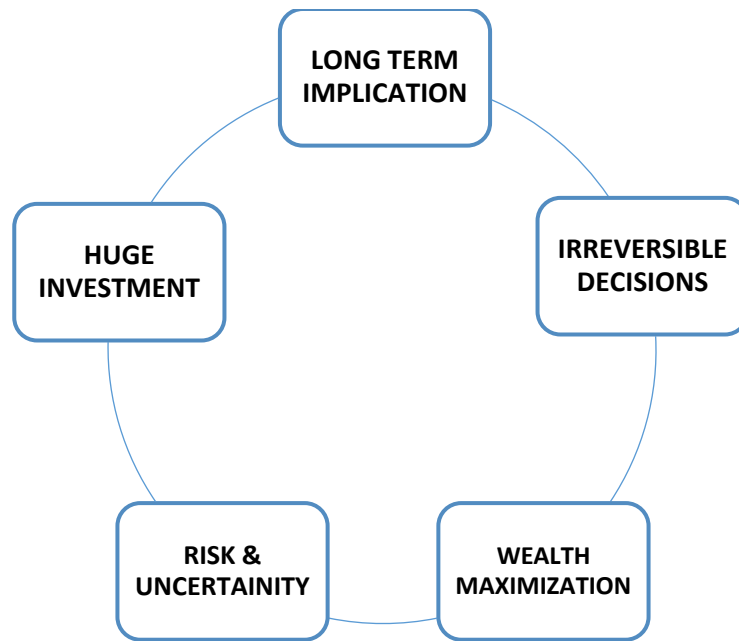 LONG TERM
IMPLICATION
IRREVERSIBLE
DECISIONS
WEALTH
MAXIMIZATION
RISK &
UNCERTAINITY
HUGE
INVESTMENT